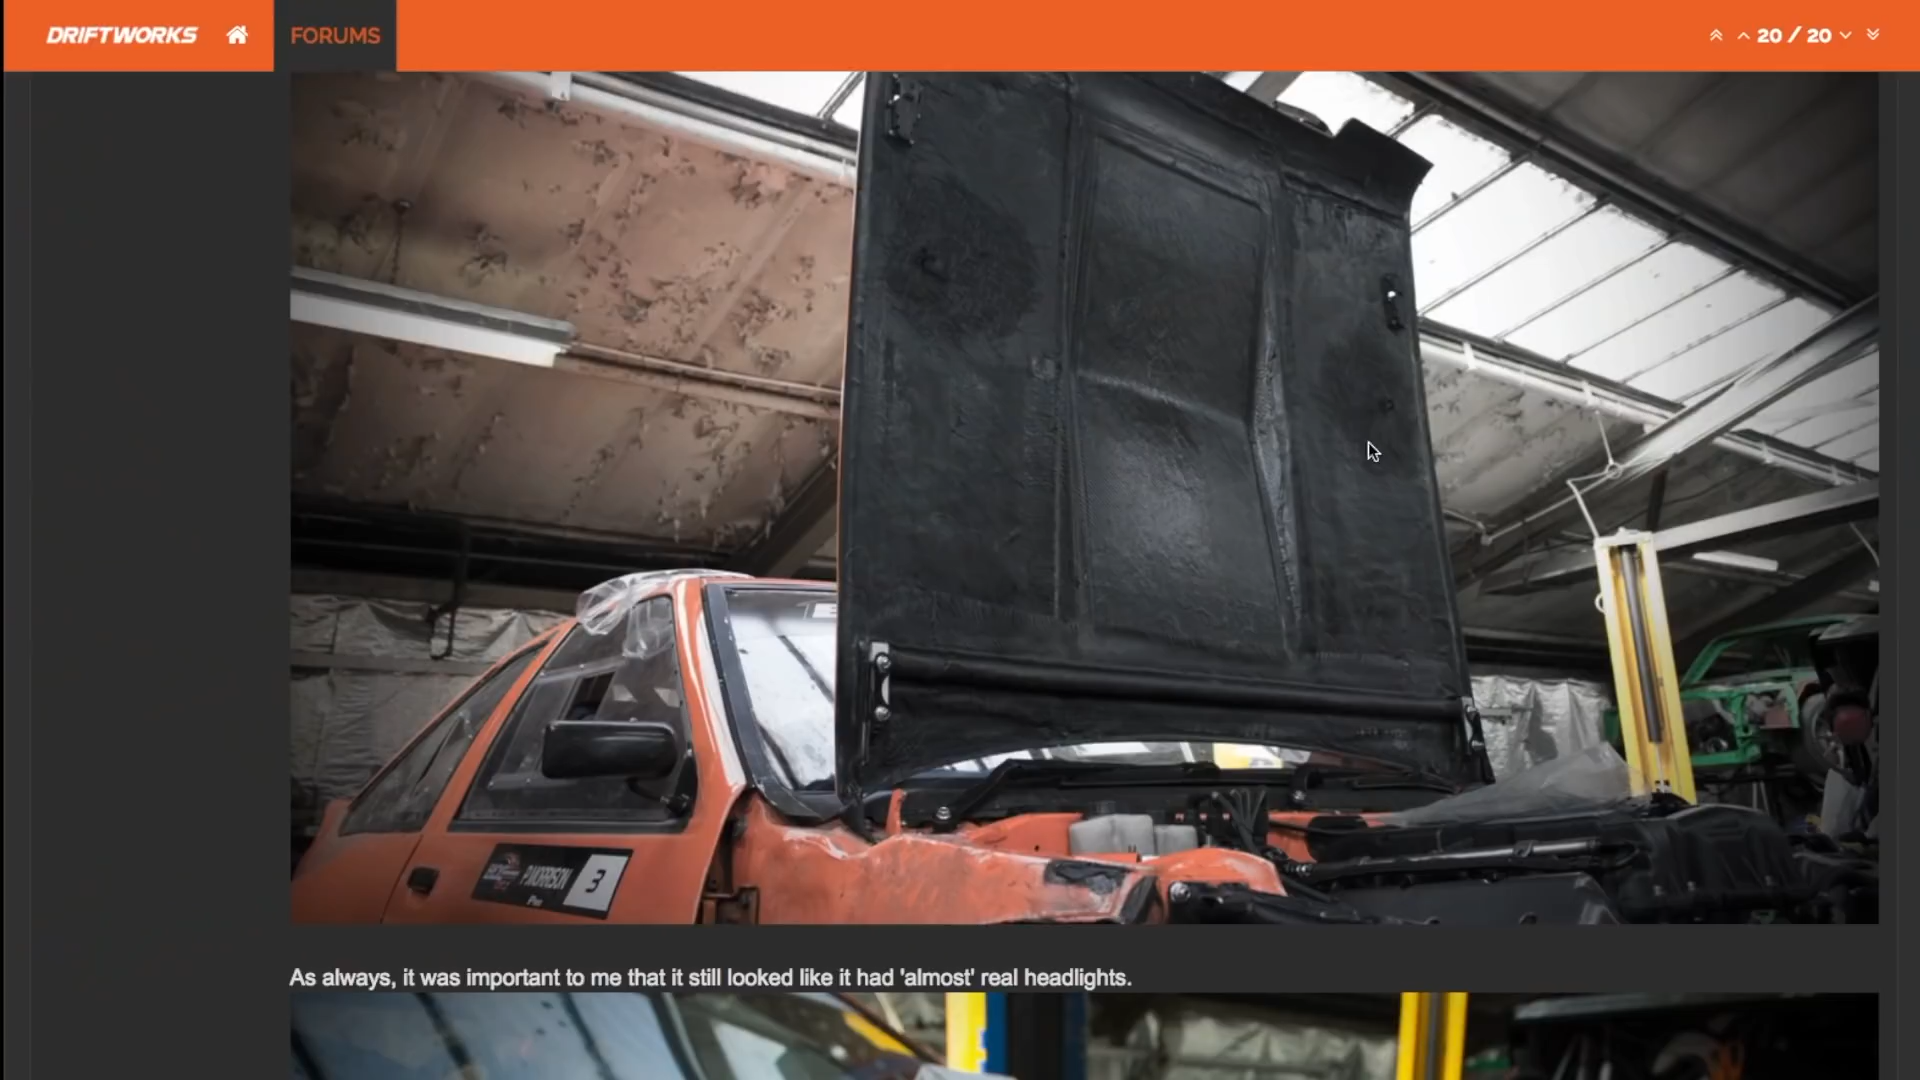 DRIFTWORKS
FORUMS
20 / 20
P.MORRISON
3
As always, it was important to me that it still looked like it had 'almost' real headlights.